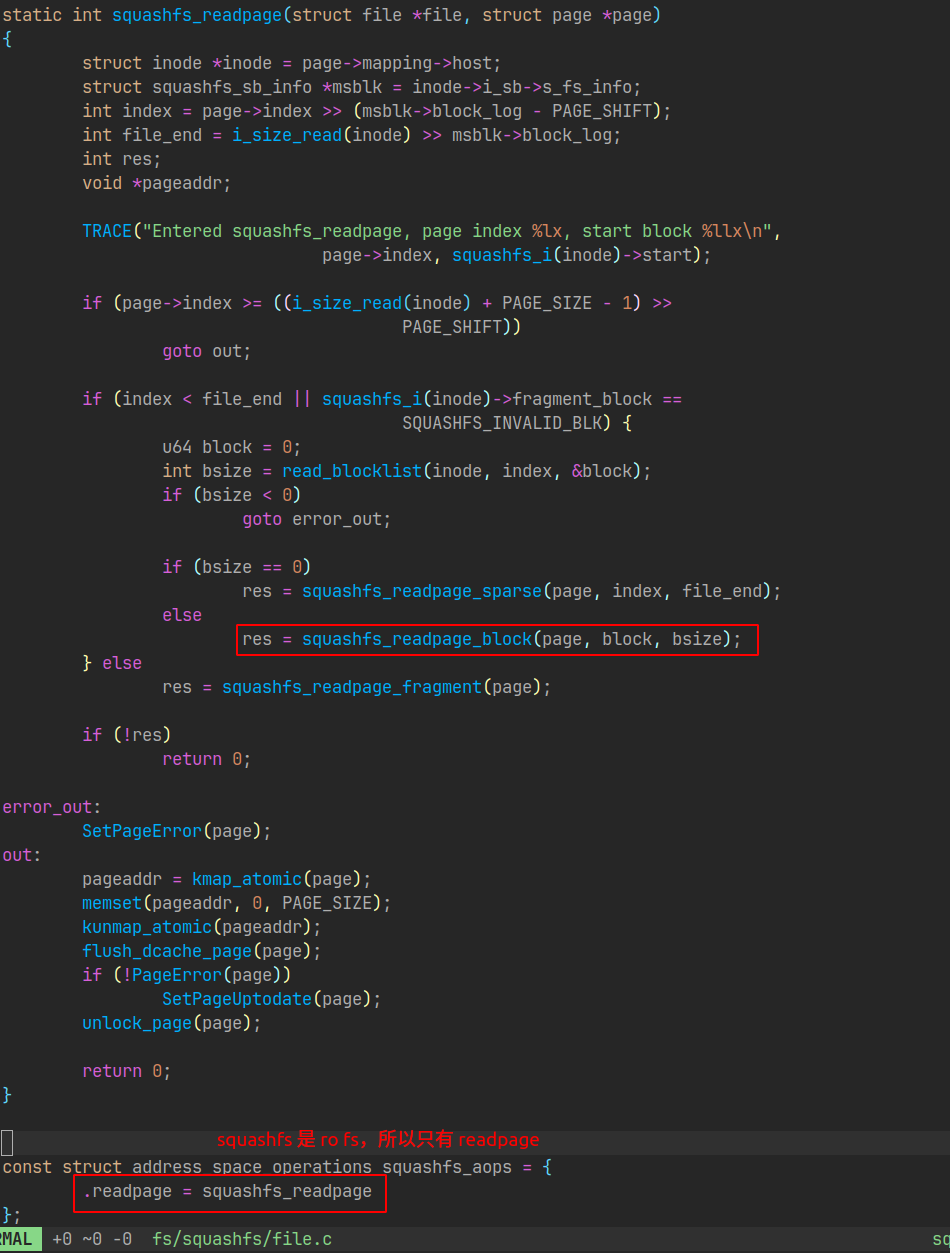 static int squashfs_readpage(struct file *file, struct page *page)
{
struct inode *inode = page->mapping->host;
struct squashfs_sb_info *msblk = inode->i_sb->s_fs_info;
int index = page->index >> (msblk->block_log - PAGE_SHIFT);
int file_end = i_size_read(inode) >> msblk->block_log;
int res;
void *pageaddr;
TRACE("Entered squashfs_readpage, page index %lx, start block %llx\n",
page->index, squashfs_i(inode)->start);
if (page->index >= ((i_size_read(inode) + PAGE_SIZE - 1) >>
PAGE_SHIFT))
goto out;
if (index < file_end || squashfs_i(inode)->fragment_block ==
SQUASHFS_INVALID_BLK) {
u64 block = 0;
int bsize = read_blocklist(inode, index, &block);
if (bsize < 0)
goto error_out;
if (bsize == 0)
res = squashfs_readpage_sparse(page, index, file_end);
else
res = squashfs_readpage_block(page, block, bsize);
} else
res = squashfs_readpage_fragment(page);
if (!res)
return 0;
error_out:
SetPageError(page);
out:
pageaddr = kmap_atomic(page);
memset(pageaddr, 0, PAGE_SIZE);
kunmap_atomic(pageaddr);
flush_dcache_page(page);
if (!PageError(page))
SetPageUptodate(page);
unlock_page(page);
return 0;
}
squashfs 是 ro fs，所以只有 readpage
const struct address_space_operations squashfs_aops = {
.readpage = squashfs_readpage
};
RMAL +0 ~0 -0 fs/squashfs/file.c sq